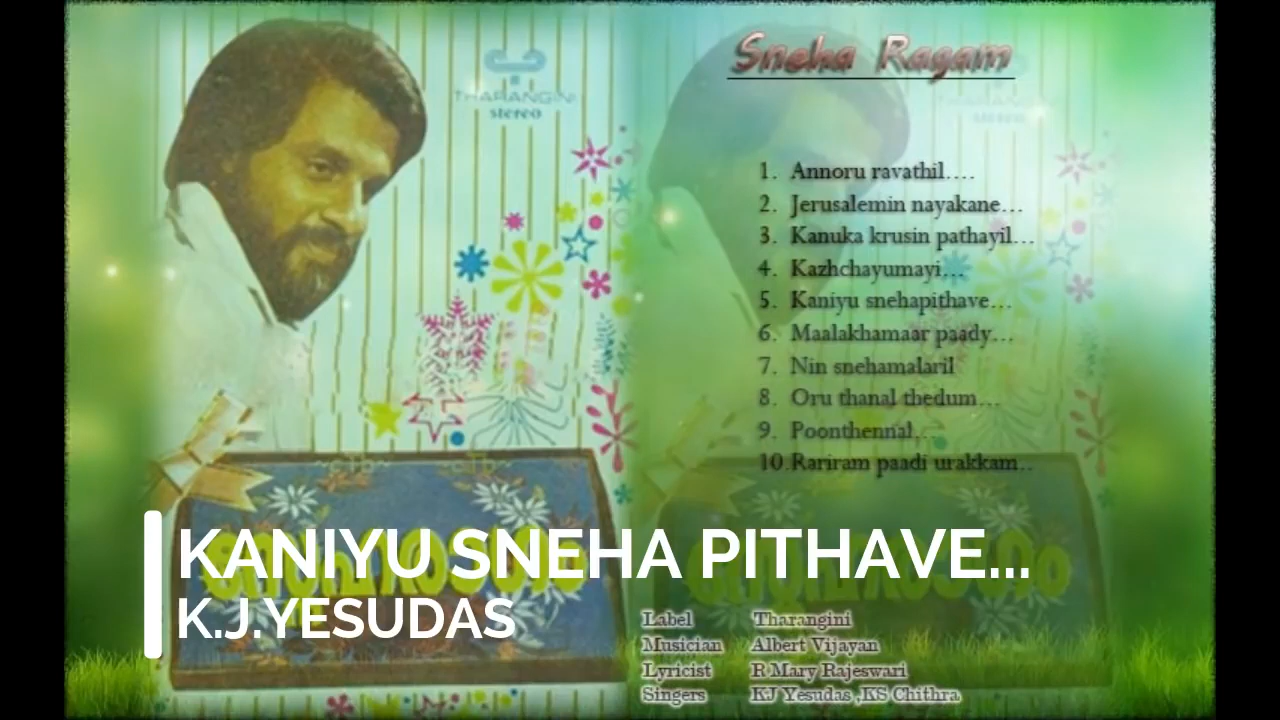 THARANGINI
stereo
Sneha Ragam
1. Annoru ravathil....
2. Jerusalemin nayakane...
3. Kanuka krusin pathayil...
4. Kazhchayumayi...
5. Kaniyu snehapithave...
6. Maalakhamaar paady...
7. Nin snehamalaril
8. Oru thanal thedum...
9. Poonthennal...
10.Rariram paadi urakkam..
KANIYU SNEHA PITHAVE...
K.J.YESUDAS
Label Tharangini
Musician Albert Vijayan
Lyricist R Mary Rajeswari
Singers KJ Yesudas ,KS Chithra